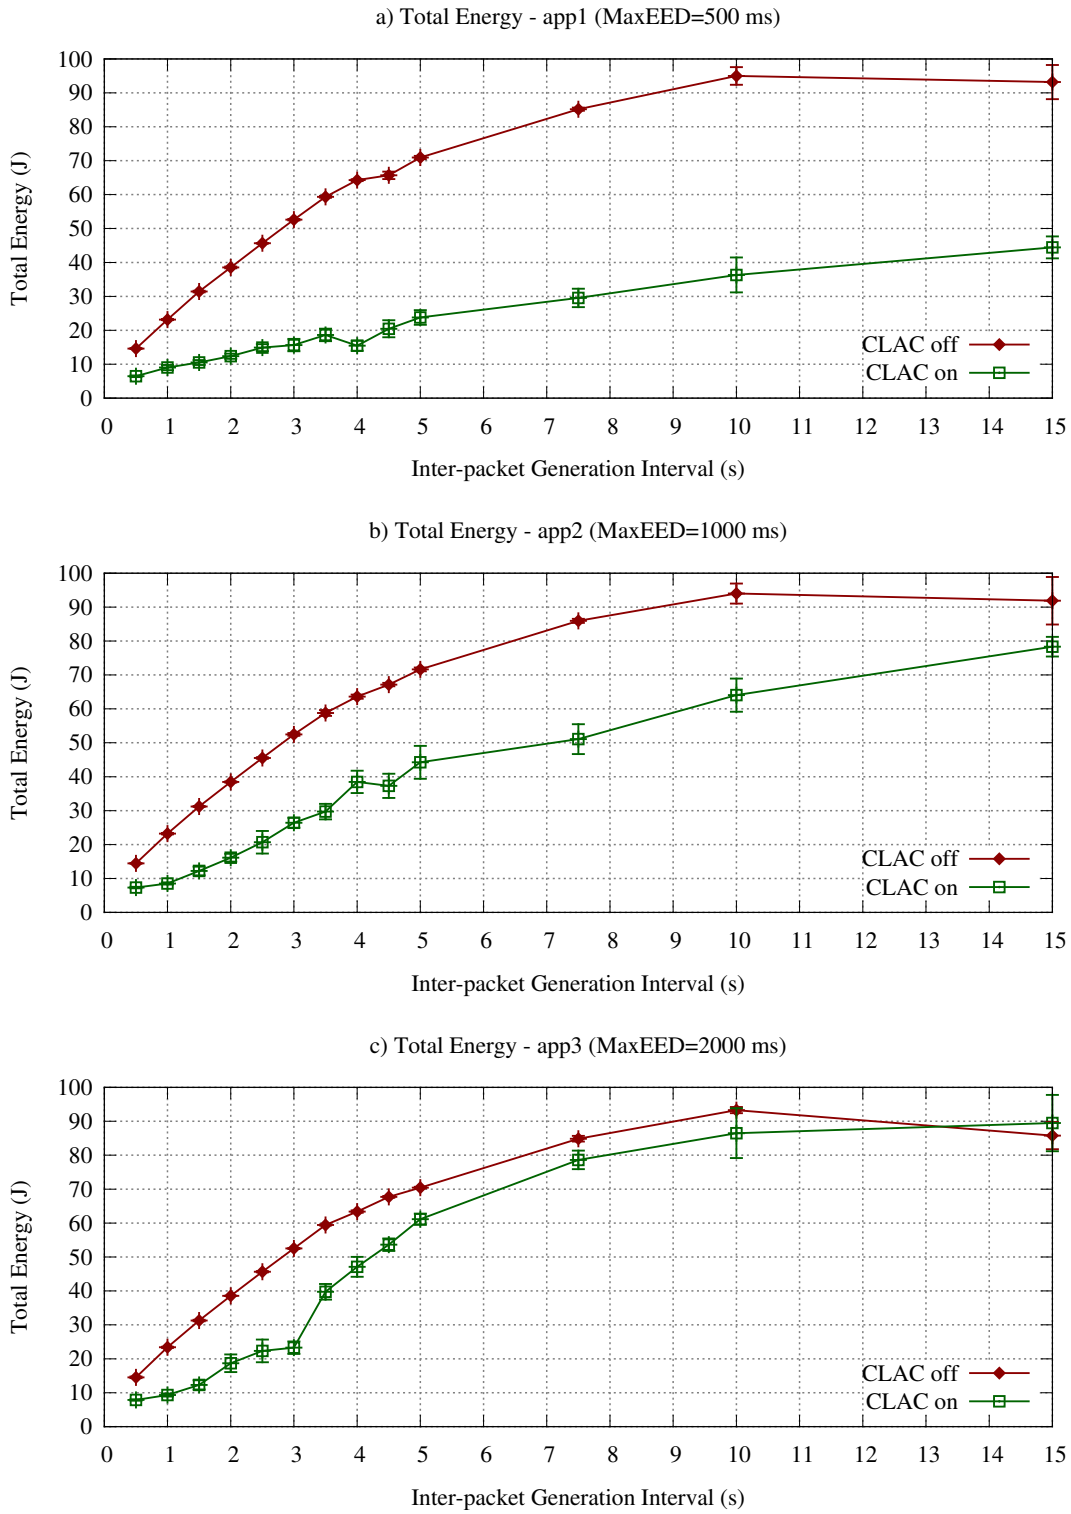 a) Total Energy - app1 (MaxEED=500 ms)
100
90
80
70
60
50
40
30
20
10
0
Total Energy (J)
CLAC off
CLAC on
0 1 2 3 4 5 6 7 8 9 10 11 12 13 14 15
Inter-packet Generation Interval (s)
b) Total Energy - app2 (MaxEED=1000 ms)
100
90
80
70
60
50
40
30
20
10
0
Total Energy (J)
CLAC off
CLAC on
0 1 2 3 4 5 6 7 8 9 10 11 12 13 14 15
Inter-packet Generation Interval (s)
c) Total Energy - app3 (MaxEED=2000 ms)
100
90
80
70
60
50
40
30
20
10
0
Total Energy (J)
CLAC off
CLAC on
0 1 2 3 4 5 6 7 8 9 10 11 12 13 14 15
Inter-packet Generation Interval (s)